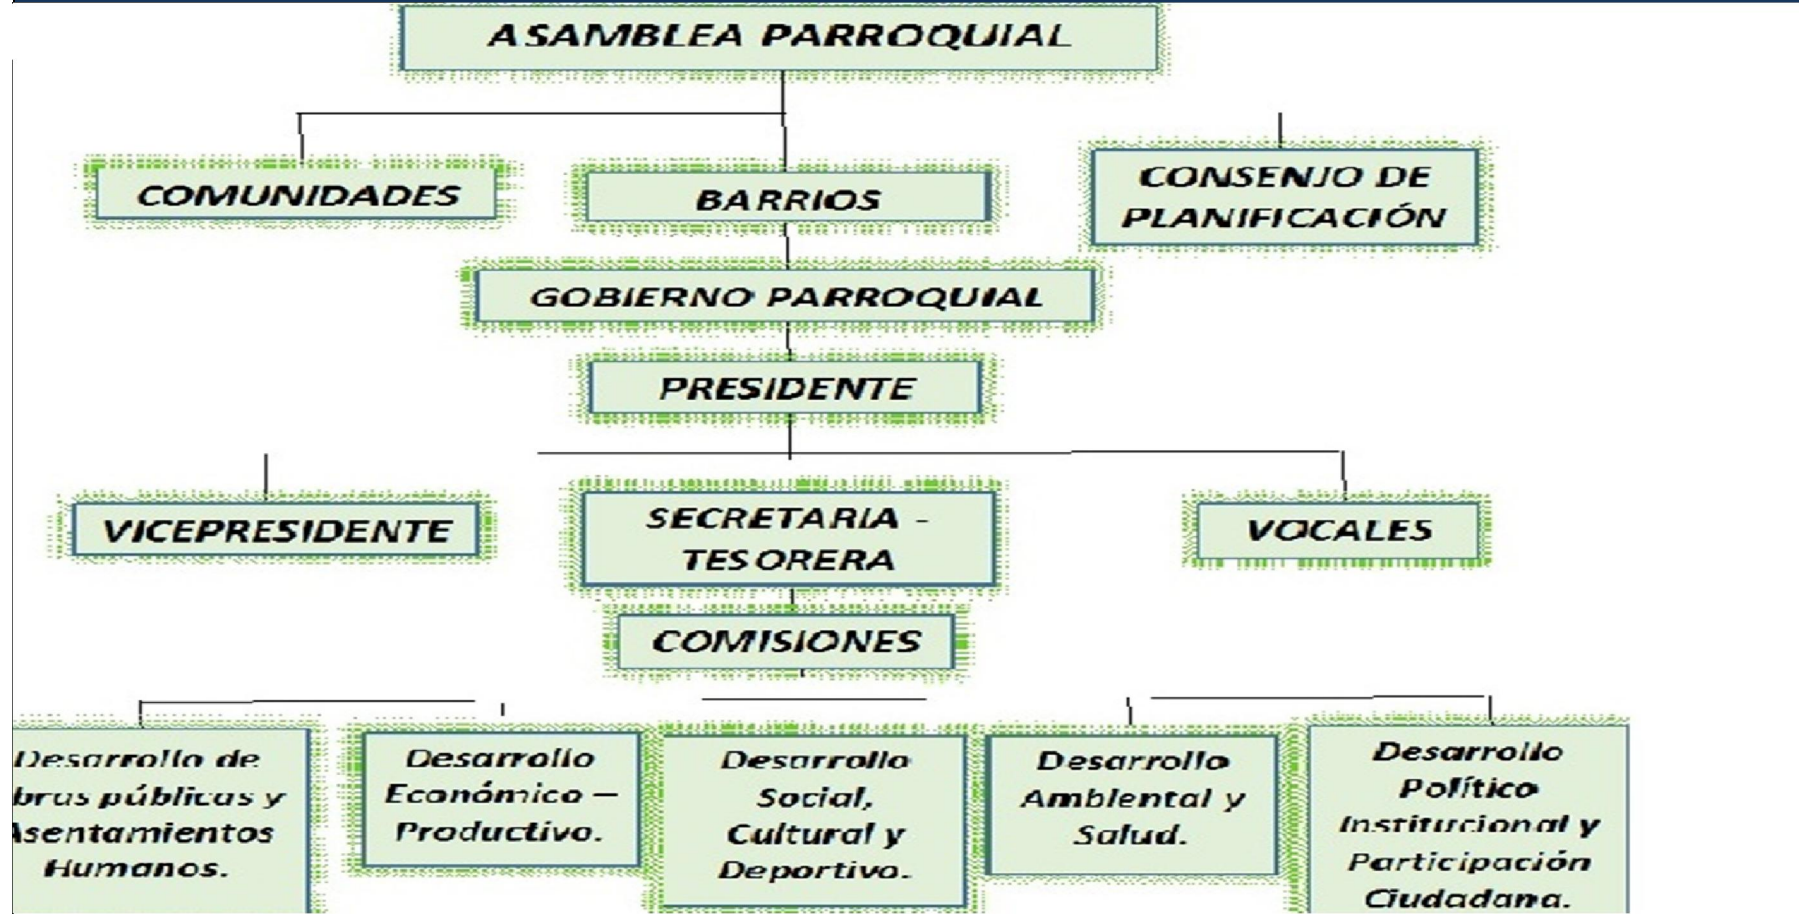 ASAMBLEA PARROQUIAL
COMUNIDADES
BARRIOS
CONSENJO DE
PLANIFICACIÓN
GOBIERNO PARROQUIAL
PRESIDENTE
VICEPRESIDENTE
SECRETARIA -
TESORERA
VOCALES
COMISIONES
Desarrollo de
bras públicas y
Asentamientos
Humanos.
Desarrollo
Económico –
Productivo.
Desarrollo
Social,
Cultural y
Deportivo.
Desarrollo
Ambiental y
Salud.
Desarrollo
Político
Institucional y
Participación
Ciudadana.